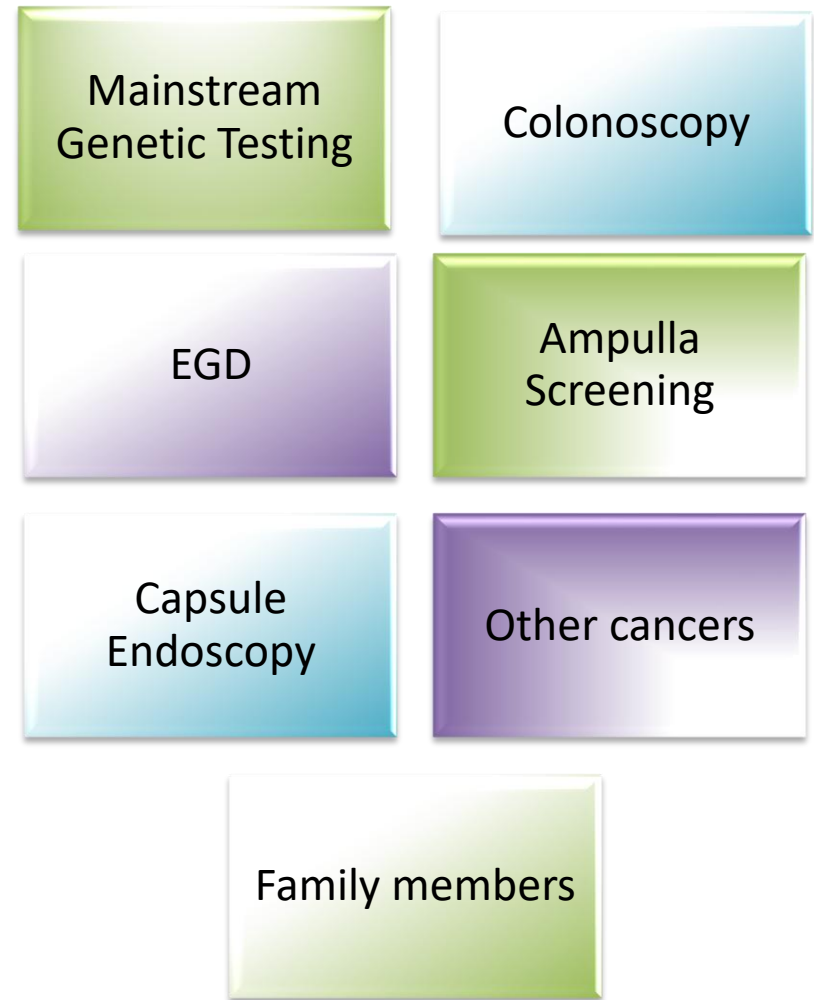 Mainstream
Genetic Testing
Colonoscopy
EGD
Ampulla
Screening
Capsule
Endoscopy
Other cancers
Family members